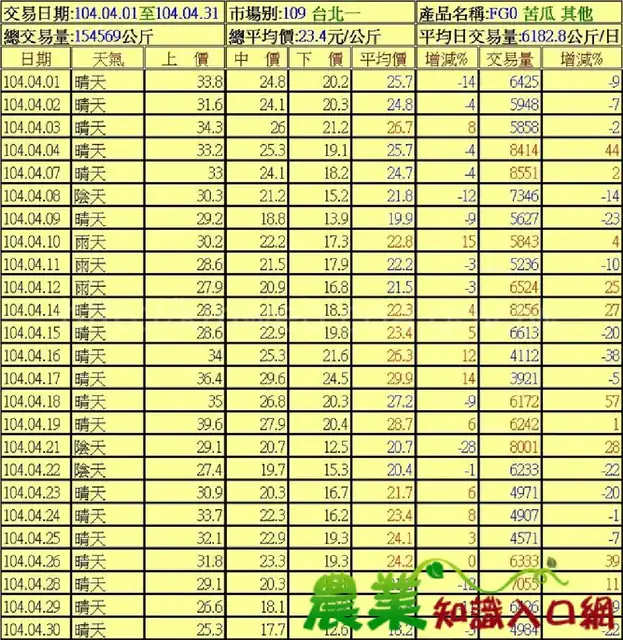 交易日期:104.04.01至104.04.31 市場別:109 台北一 產品名稱:FG0 苦瓜 其他
總交易量:154569公斤 總平均價:23.4元/公斤 平均日交易量:6182.8公斤/日
日期 天氣 上 價 中 價 下 價 平均價 增減% 交易量 增減%
104.04.01 晴天 33.8 24.8 20.2 25.7 -14 6425 -9
104.04.02 晴天 31.6 24.1 20.3 24.8 -4 5948 -7
104.04.03 晴天 34.3 26 21.2 26.7 8 5858 -2
104.04.04 晴天 33.2 25.3 19.1 25.7 -4 8414 44
104.04.07 晴天 33 24.1 18.2 24.7 -4 8551 2
104.04.08 陰天 30.3 21.2 15.2 21.8 -12 7346 -14
104.04.09 晴天 29.2 18.8 13.9 19.9 -9 5627 -23
104.04.10 雨天 30.2 22.2 17.3 22.8 15 5843 4
104.04.11 雨天 28.6 21.5 17.9 22.2 -3 5236 -10
104.04.12 雨天 27.9 20.9 16.8 21.5 -3 6524 25
104.04.14 晴天 28.3 21.6 18.3 22.3 4 8256 27
104.04.15 晴天 28.6 22.9 19.8 23.4 5 6613 -20
104.04.16 晴天 34 25.3 21.6 26.3 12 4112 -38
104.04.17 晴天 36.4 29.6 24.5 29.9 14 3921 -5
104.04.18 晴天 35 26.8 20.3 27.2 -9 6172 57
104.04.19 晴天 39.6 27.9 20.4 28.7 6 6242 1
104.04.21 陰天 29.1 20.7 12.5 20.7 -28 8001 28
104.04.22 陰天 27.4 19.7 15.3 20.4 -1 6233 -22
104.04.23 晴天 30.9 20.3 16.7 21.7 6 4971 -20
104.04.24 晴天 33.7 22.3 16.2 23.4 8 4907 -1
104.04.25 晴天 32.1 22.9 19.3 24.1 3 4571 -7
104.04.26 晴天 31.8 23.3 19.3 24.2 0 6333 39
104.04.28 晴天 29.1 20.3 -12 7055 11
104.04.29 晴天 26.6 18.1
104.04.30 晴天 25.3 17.7 12.6 4984 -22
農業知識入口網